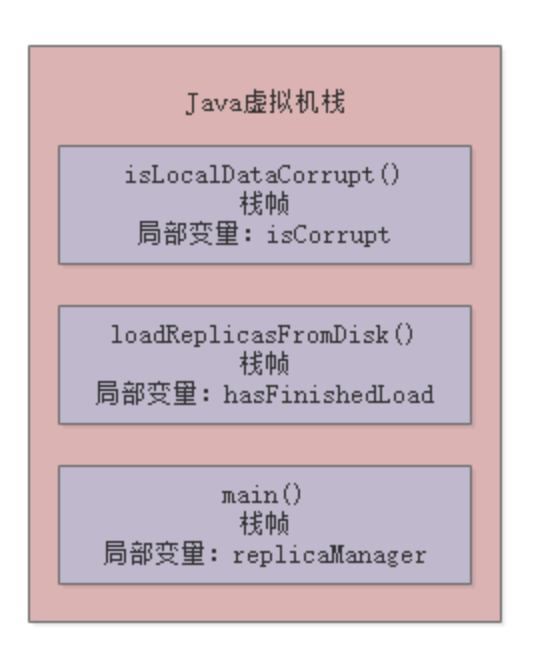 Java虚拟机栈
isLocalDataCorrupt()
栈帧
局部变量：isCorrupt
loadReplicasFromDisk()
栈帧
局部变量：hasFinishedLoad
main()
栈帧
局部变量：replicaManager